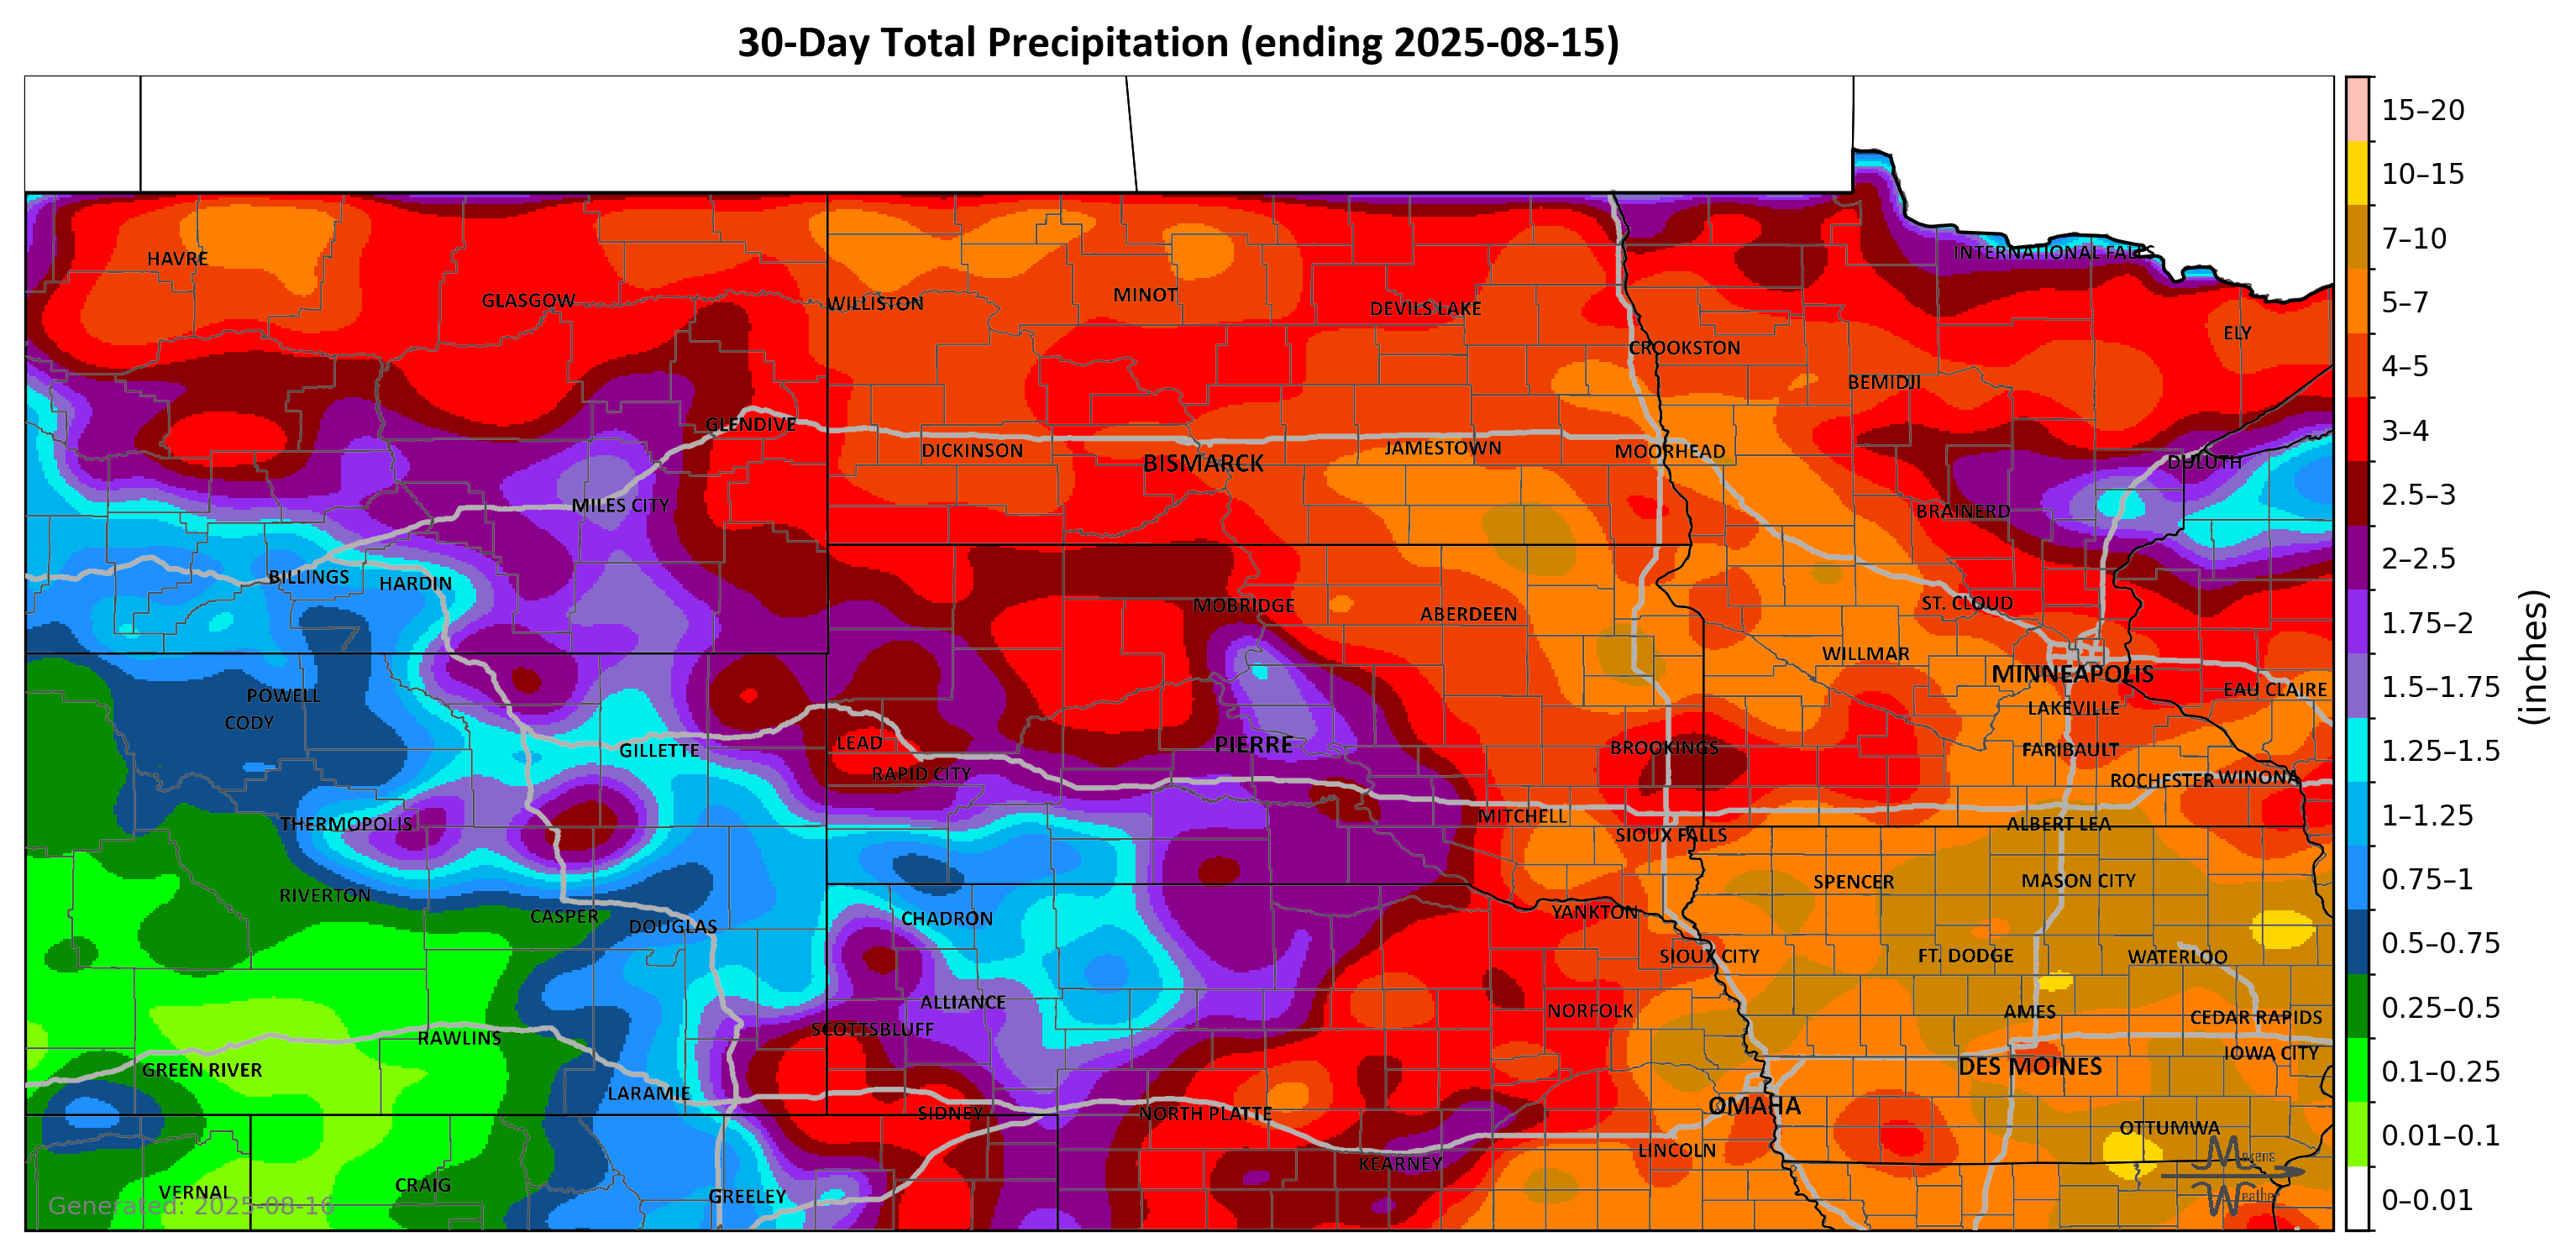 30-Day Total Precipitation (ending 2025-08-15)
15–20
10–15
7–10
5–7
4–5
3–4
2.5–3
2–2.5
1.75–2
1.5–1.75
1.25–1.5
1–1.25
0.75–1
0.5–0.75
0.25–0.5
0.1–0.25
0.01–0.1
0–0.01
(inches)
INTERNATIONAL FALLS
HAVRE
GLASGOW
WILLISTON
MINOT
DEVILS LAKE
ELY
CROOKSTON
BEMIDJI
GLENDIVE
DICKINSON
BISMARCK
JAMESTOWN
MOORHEAD
DULUTH
MILES CITY
BRAINERD
BILLINGS
HARDIN
MOBRIDGE
ABERDEEN
ST. CLOUD
WILLMAR
MINNEAPOLIS
EAU CLAIRE
POWELL
CODY
LAKEVILLE
GILLETTE
LEAD
PIERRE
BROOKINGS
FARIBAULT
RAPID CITY
ROCHESTER
WINONA
THERMOPOLIS
MITCHELL
SIOUX FALLS
ALBERT LEA
RIVERTON
CASPER
DOUGLAS
CHADRON
YANKTON
SPENCER
MASON CITY
SIOUX CITY
FT. DODGE
WATERLOO
ALLIANCE
SCOTTSBLUFF
NORFOLK
AMES
CEDAR RAPIDS
RAWLINS
IOWA CITY
GREEN RIVER
LARAMIE
DES MOINES
SIDNEY
NORTH PLATTE
OMAHA
OTTUMWA
KEARNEY
LINCOLN
VERNAL
CRAIG
GREELEY
Generated: 2025-08-16
Makens
Weather